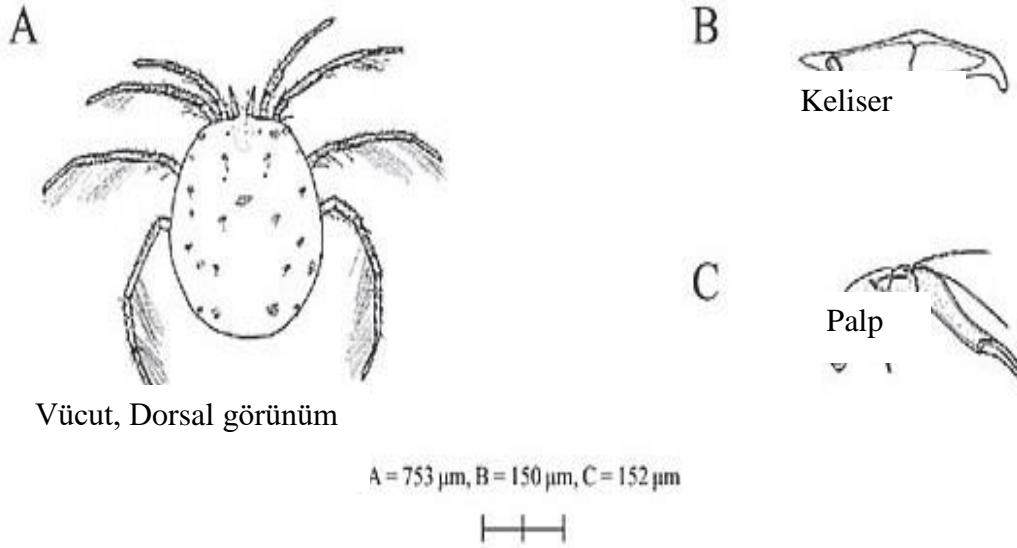 A
B
Keliser
C
Palp
Vücut, Dorsal görünüm
A = 753 µm, B = 150 µm, C = 152 µm